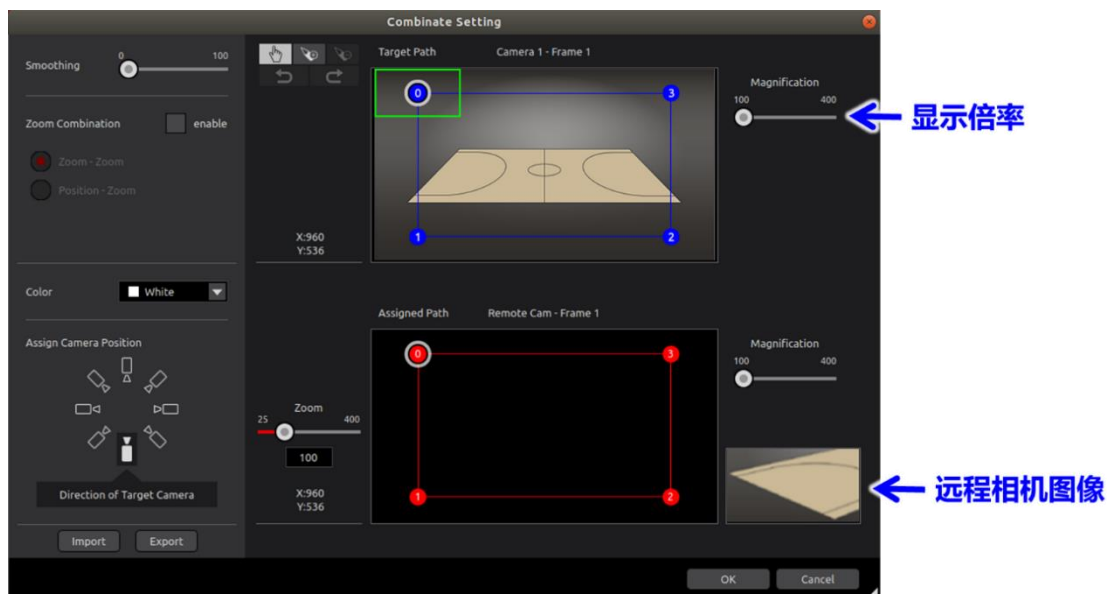 Combinate Setting
Smoothing
0
100
Zoom Combination
enable
Zoom - Zoom
Position - Zoom
Color
White
Assign Camera Position
Direction of Target Camera
Import
Export
Target Path
Camera 1 - Frame 1
0
3
1
2
X:960
Y:536
Magnification
100
400
显示倍率
Assigned Path
Remote Cam - Frame 1
0
3
1
2
Zoom
25
400
100
X:960
Y:536
Magnification
100
400
远程相机图像
OK
Cancel